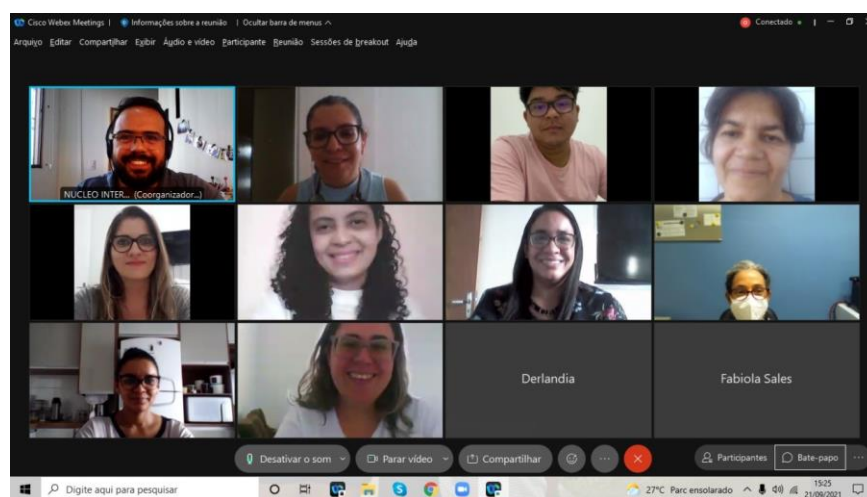 Cisco Webex Meetings | Informações sobre a reunião | Ocultar barra de menus ^
Conectado
Arquivo Editar Compartilhar Exibir Áudio e vídeo Participante Reunião Sessões de breakout Ajuda
NUCLEO INTER... (Coorganizador...)
Derlandia
Fabiola Sales
Desativar o som
Parar vídeo
Compartilhar
Participantes
Bate-papo
Digite aqui para pesquisar
27°C Parc ensolarado
15:25
21/09/2021